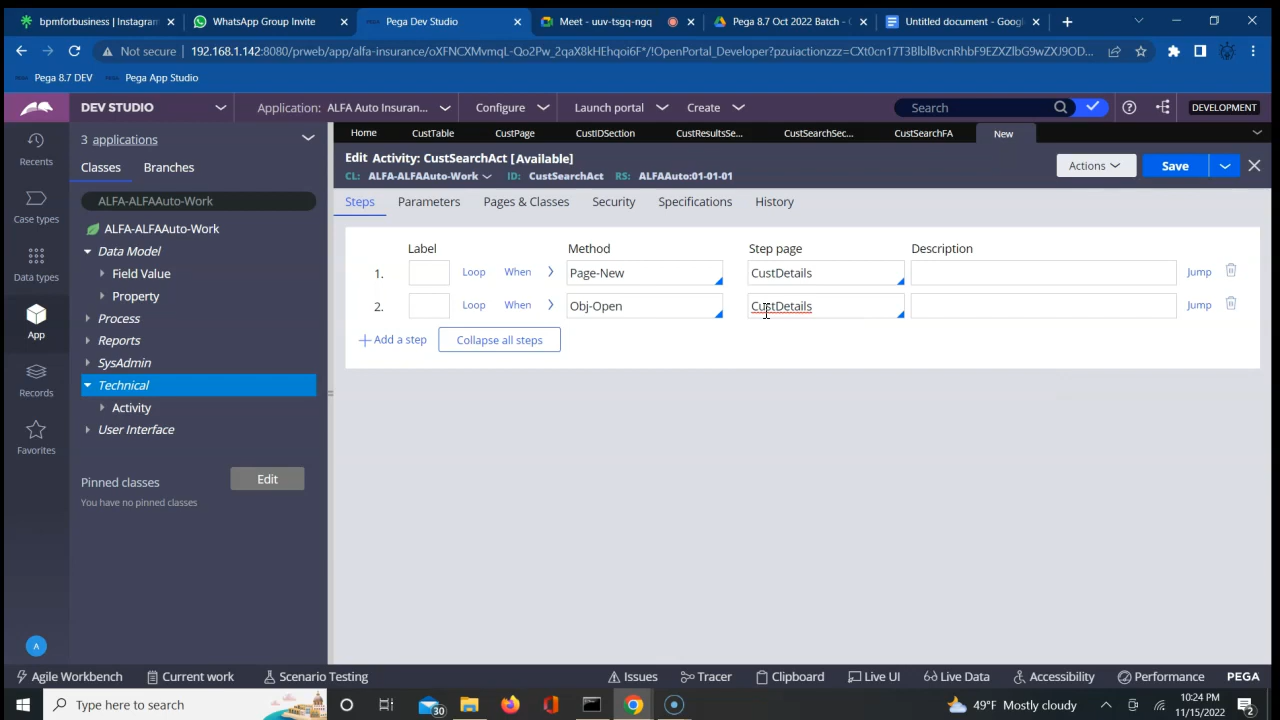 bpmforbusiness | Instagram
WhatsApp Group Invite
Pega Dev Studio
Meet - uuv-tsgq-ngq
Pega 8.7 Oct 2022 Batch -
Untitled document - Google
Not secure
192.168.1.142:8080/prweb/app/alfa-insurance/oXFNCXMvmqL-Qo2Pw_2qaX8kHEhqoi6F*/!OpenPortal_Developer?pzuiactionzzz=CXt0cn17T3BlblBvcnRhbF9EZXZlbG9wZXJ9OD...
Pega 8.7 DEV
Pega App Studio
DEV STUDIO
Application: ALFA Auto Insuran...
Configure
Launch portal
Create
Search
DEVELOPMENT
Recents
Case types
Data types
App
Records
Favorites
A
3 applications
Classes
Branches
ALFA-ALFAAuto-Work
ALFA-ALFAAuto-Work
Data Model
Field Value
Property
Process
Reports
SysAdmin
Technical
Activity
User Interface
Pinned classes
Edit
You have no pinned classes
Home
CustTable
CustPage
CustIDSection
CustResultsSe...
CustSearchSec...
CustSearchFA
New
Edit Activity: CustSearchAct [Available]
CL: ALFA-ALFAAuto-Work ID: CustSearchAct RS: ALFAAuto:01-01-01
Actions
Save
Steps
Parameters
Pages & Classes
Security
Specifications
History
Label
Method
Step page
Description
1. Loop When Page-New CustDetails Jump
2. Loop When Obj-Open CustDetails Jump
Add a step
Collapse all steps
Agile Workbench
Current work
Scenario Testing
Issues
Tracer
Clipboard
Live UI
Live Data
Accessibility
Performance
PEGA
Type here to search
30
49°F Mostly cloudy
10:24 PM
11/15/2022
2